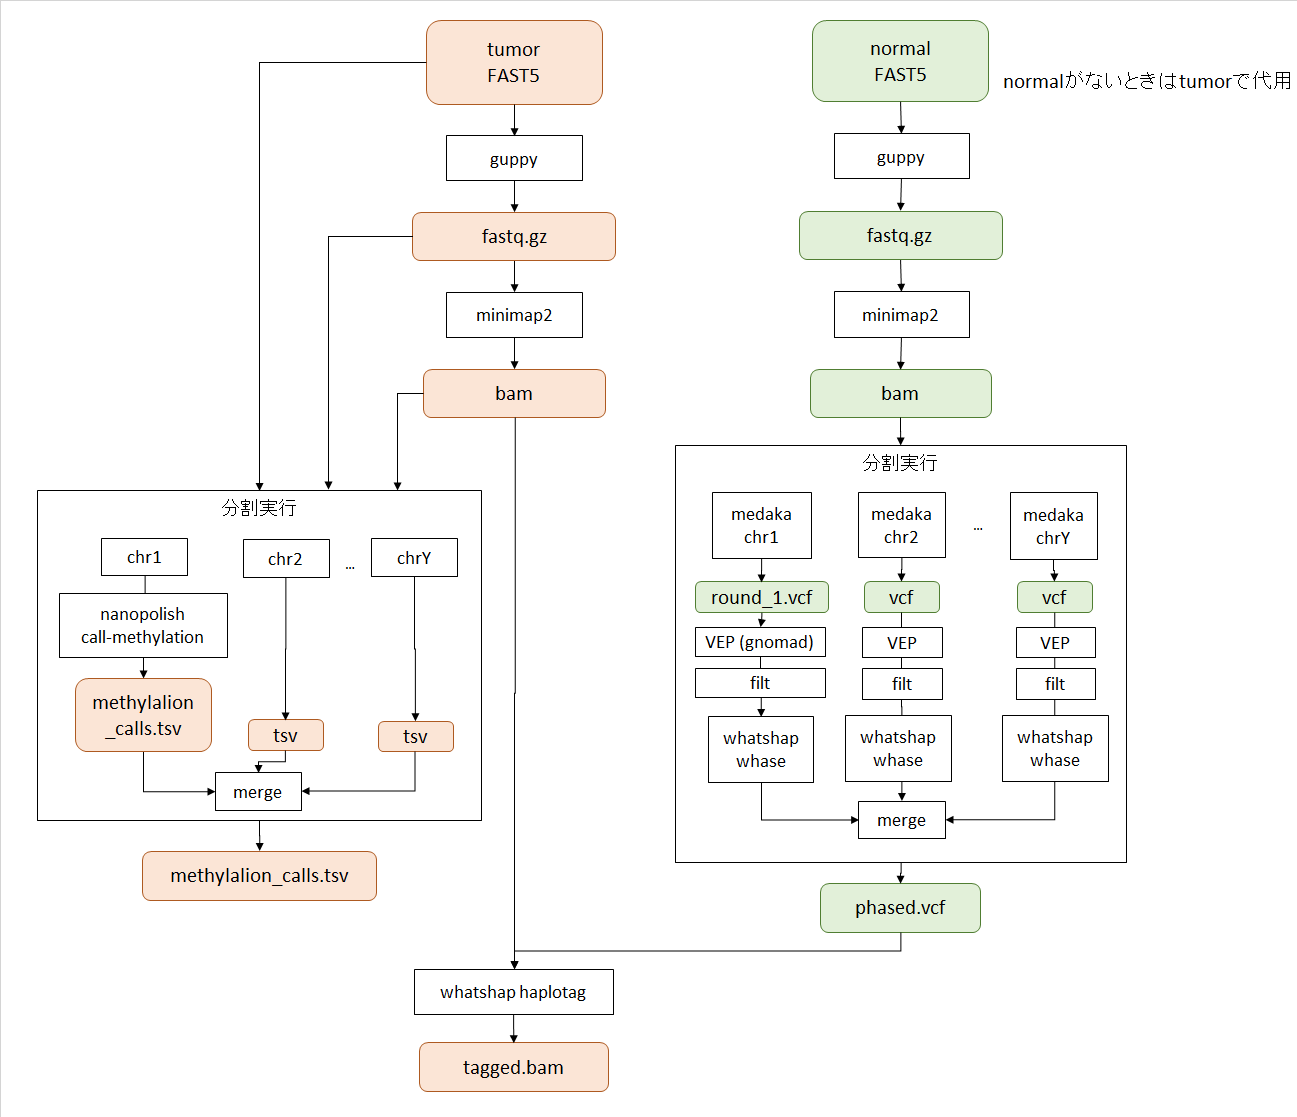 tumor
FAST5
normal
FAST5
normalがないときはtumorで代用
guppy
guppy
fastq.gz
fastq.gz
minimap2
minimap2
bam
bam
分割実行
chr1
chr2
...
chrY
nanopolish
call-methylation
methylalion
_calls.tsv
tsv
tsv
merge
methylalion_calls.tsv
分割実行
medaka
chr1
medaka
chr2
...
medaka
chrY
round_1.vcf
vcf
vcf
VEP (gnomad)
VEP
VEP
filt
filt
filt
whatshap
whase
whatshap
whase
whatshap
whase
merge
phased.vcf
whatshap haplotag
tagged.bam